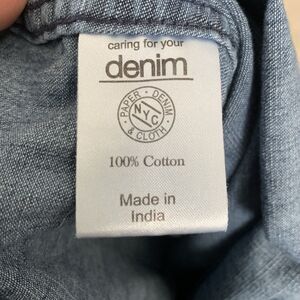 caring for your
denim
PAPER · DENIM
NYC
& CLOTH
100% Cotton
Made in
India